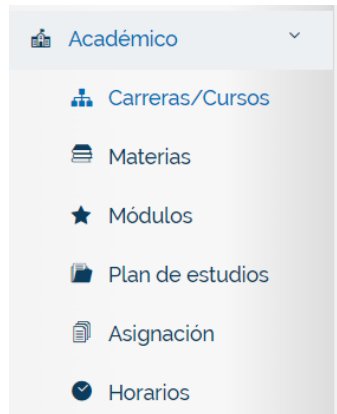 Académico
Carreras/Cursos
Materias
Módulos
Plan de estudios
Asignación
Horarios